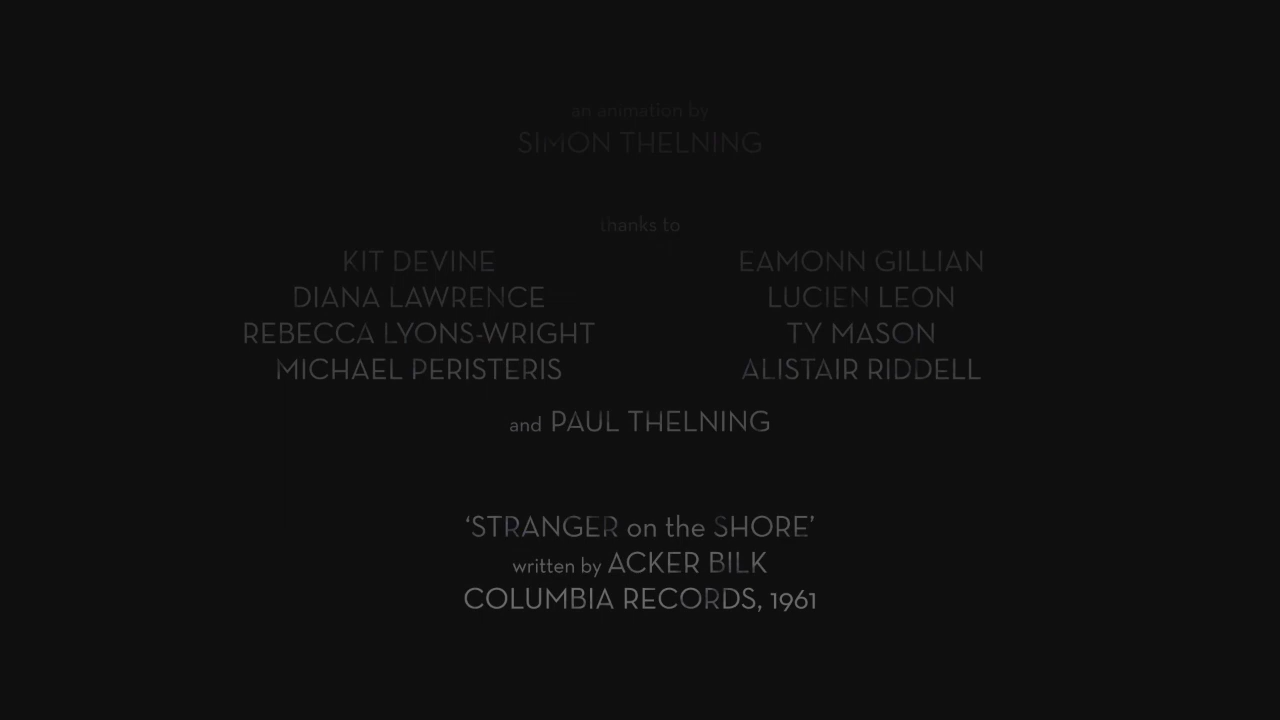 an animation by
SIMON THELNING
thanks to
KIT DEVINE
DIANA LAWRENCE
REBECCA LYONS-WRIGHT
MICHAEL PERISTERIS
EAMONN GILLIAN
LUCIEN LEON
TY MASON
ALISTAIR RIDDELL
and PAUL THELNING
‘STRANGER on the SHORE’
written by ACKER BILK
COLUMBIA RECORDS, 1961